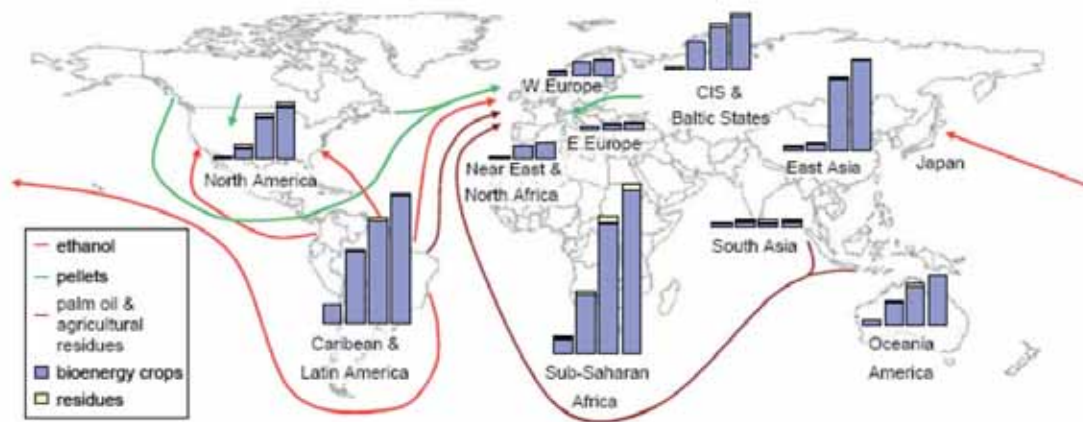 W.Europe
CIS &
Baltic States
E.Europe
East Asia
Japan
Near East &
North Africa
North America
South Asia
ethanol
pellets
palm oil &
agricultural
residues
bioenergy crops
residues
Caribean &
Latin America
Sub-Saharan
Africa
Oceania
America